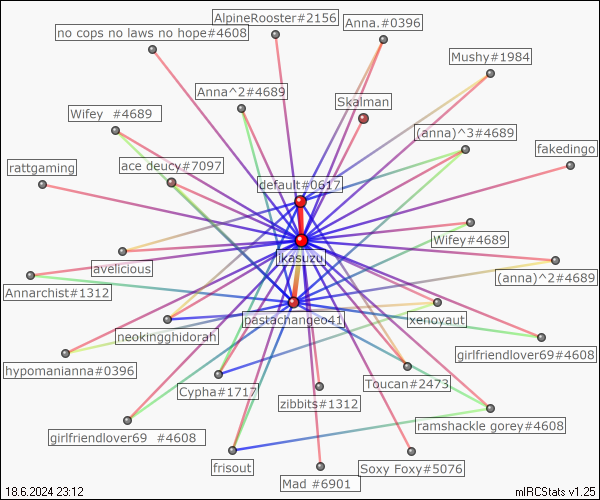 AlpineRooster#2156
no cops no laws no hope#4608
Anna.#0396
Mushy#1984
Anna^2#4689
Skalman
Wifey  #4689
(anna)^3#4689
fakedingo
rattgaming
ace deucy#7097
default#0617
Wifey#4689
ikasuzu
avelicious
(anna)^2#4689
Annarchist#1312
pastachangeo41
xenoyaut
neokingghidorah
girlfriendlover69#4608
hypomanianna#0396
Cypha#1717
Toucan#2473
zibbits#1312
ramshackle gorey#4608
girlfriendlover69  #4608
frisout
Soxy Foxy#5076
Mad #6901
18.6.2024 23:12
mIRCStats v1.25